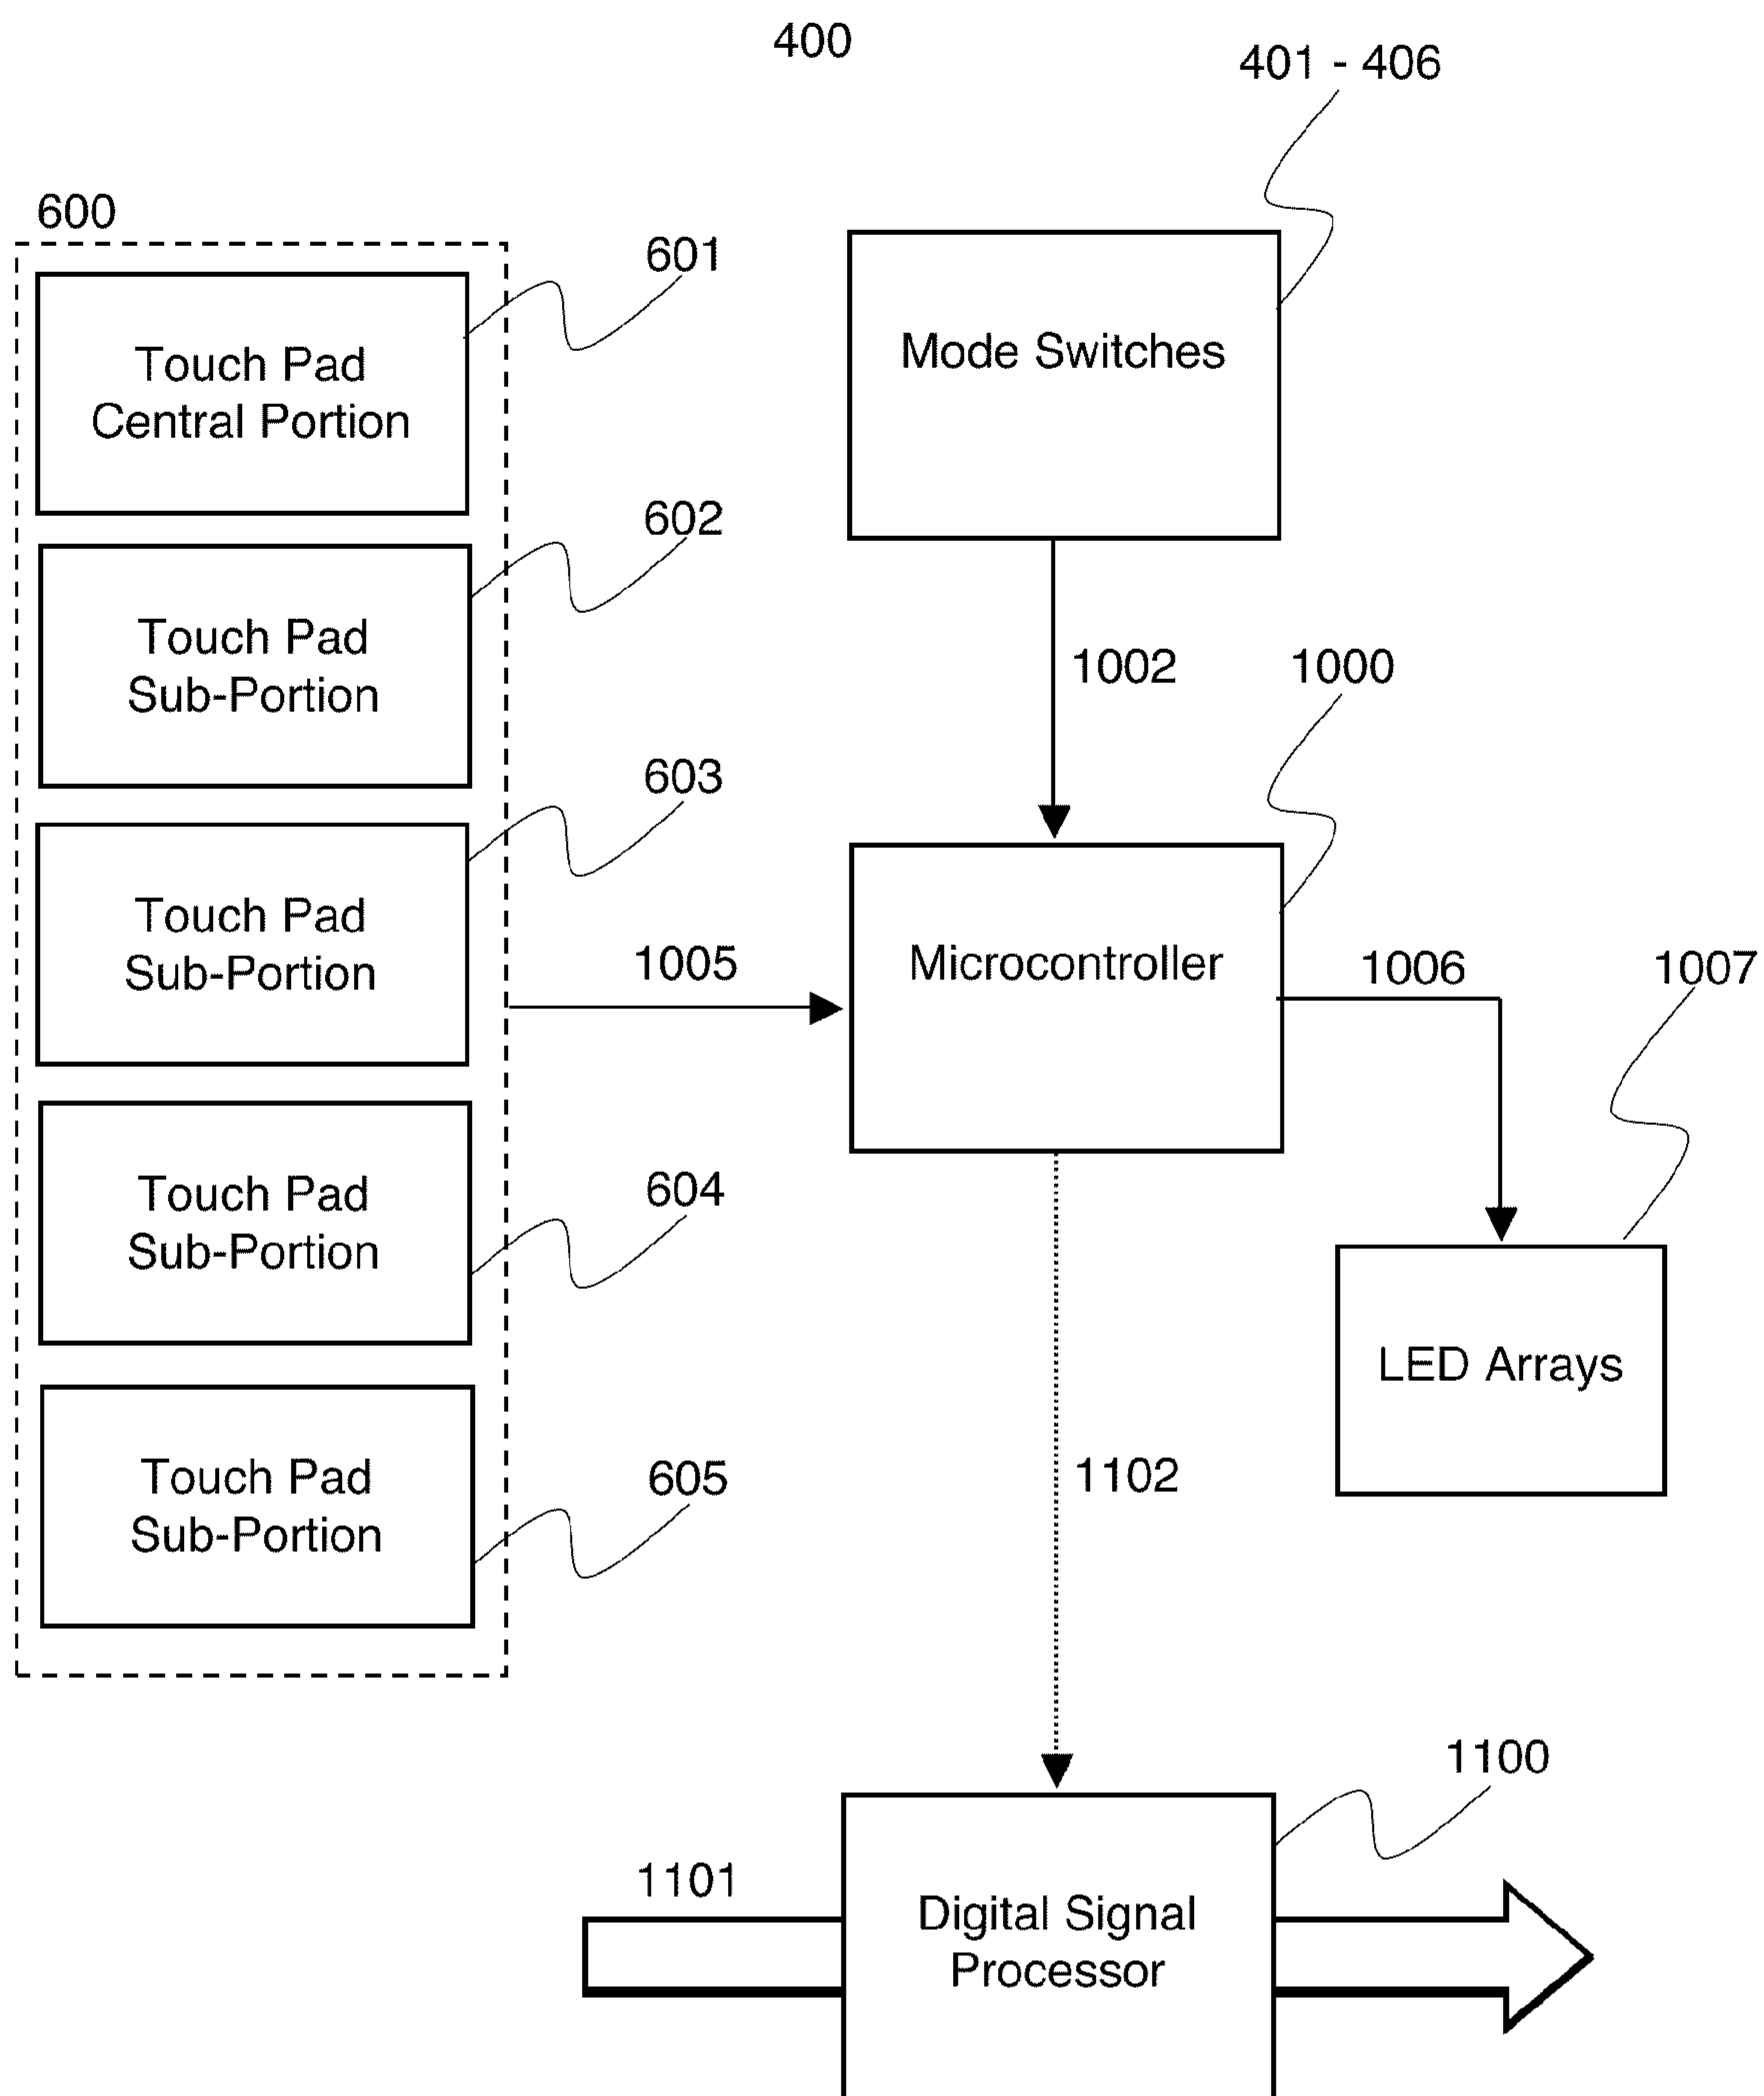 400
401 - 406
600
601
Touch Pad
Central Portion
Mode Switches
602
Touch Pad
Sub-Portion
1002
1000
603
Touch Pad
Sub-Portion
1005
Microcontroller
1006
1007
604
Touch Pad
Sub-Portion
LED Arrays
605
Touch Pad
Sub-Portion
1102
1100
1101
Digital Signal
Processor